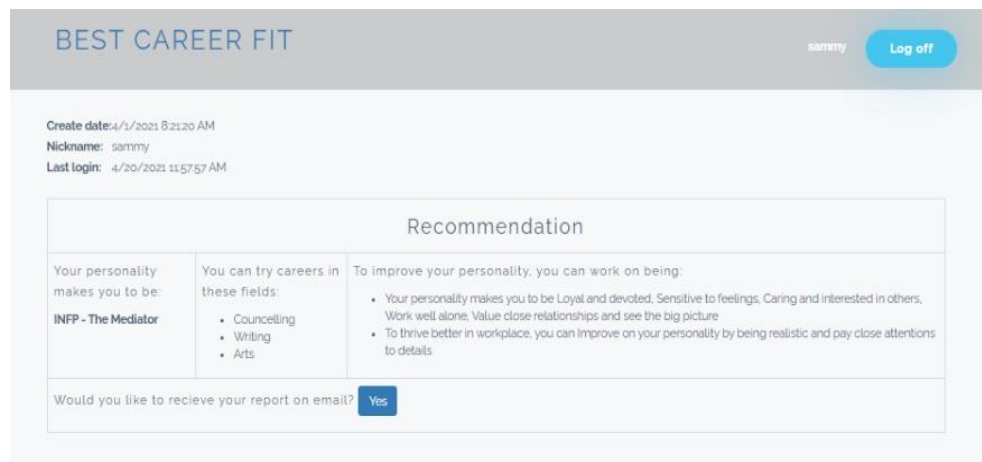 BEST CAREER FIT
sammy
Log off
Create date:4/1/2021 8:21:20 AM
Nickname: sammy
Last login: 4/20/2021 11:57:57 AM
Recommendation
Your personality
makes you to be:
INFP - The Mediator
You can try careers in
these fields:
• Councelling
• Writing
• Arts
To improve your personality, you can work on being:
• Your personality makes you to be Loyal and devoted, Sensitive to feelings, Caring and interested in others,
Work well alone, Value close relationships and see the big picture
• To thrive better in workplace, you can Improve on your personality by being realistic and pay close attentions
to details
Would you like to recieve your report on email?
Yes